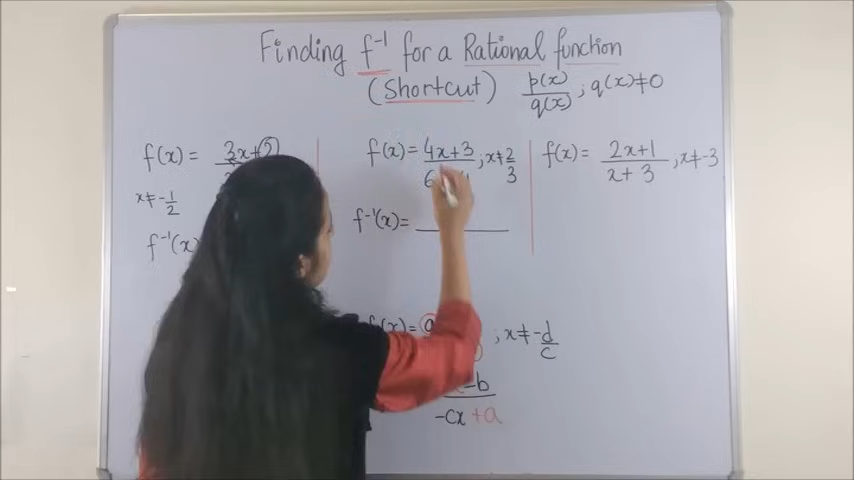 Finding f⁻¹ for a Rational function
(Shortcut) p(x)/q(x) ; q(x)≠0
f(x) = 3x+5
x≠-1/2
f⁻¹(x)
f(x) = 4x+3/6 ; x≠2/3
f⁻¹(x)=
f(x) = 2x+1/x+3 ; x≠-3
f(x)= a ; x≠-d/c
-b/-cx+a